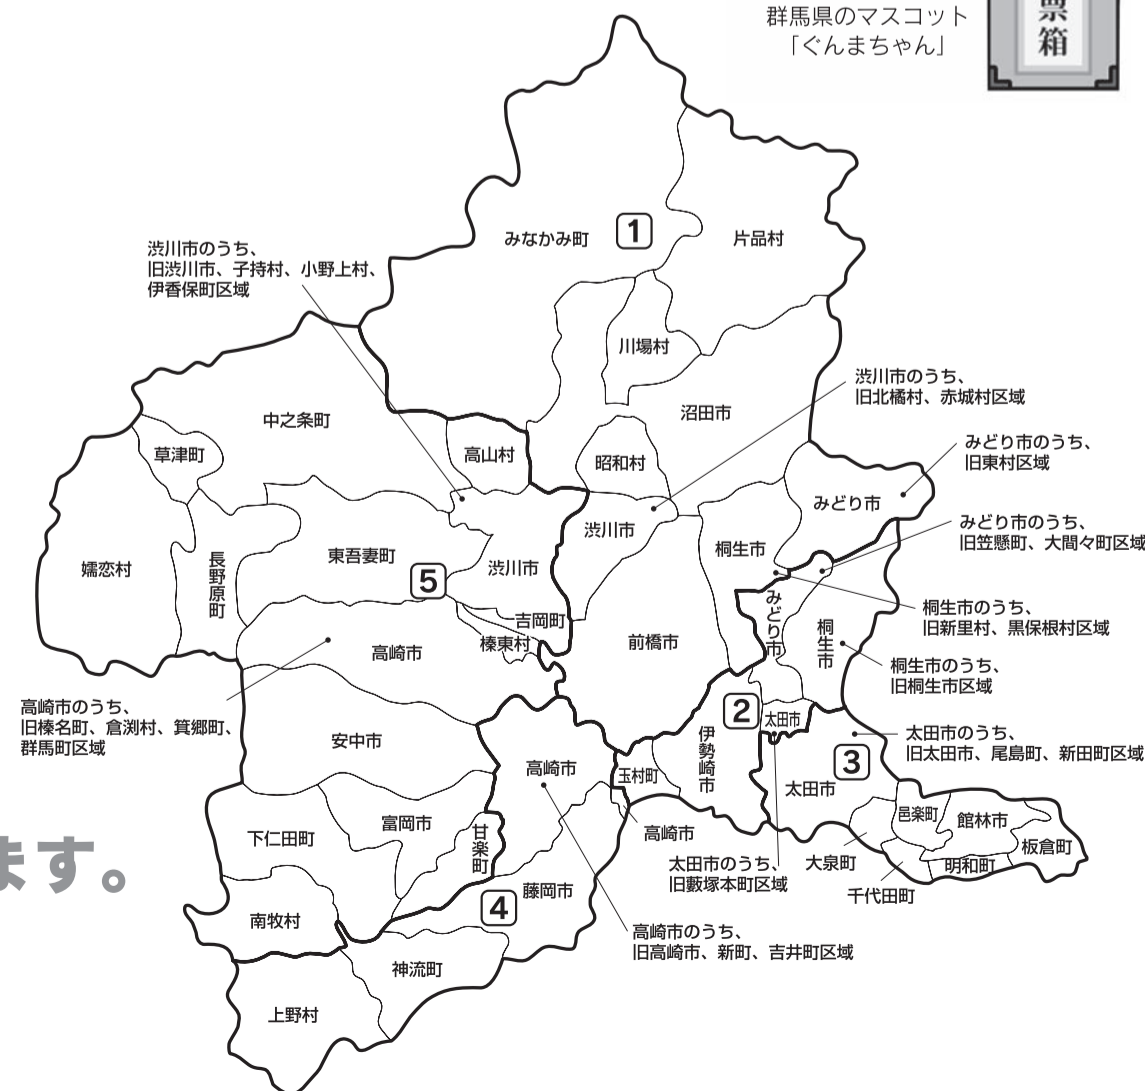 群馬県のマスコット
「ぐんまちゃん」
票箱
みなかみ町
1
片品村
渋川市のうち、
旧渋川市、子持村、小野上村、
伊香保町区域
川場村
渋川市のうち、
旧北橘村、赤城村区域
中之条町
沼田市
草津町
高山村
昭和村
みどり市のうち、
旧東村区域
みどり市
渋川市
みどり市のうち、
旧笠懸町、大間々町区域
桐生市
東吾妻町
嬬恋村
長野原町
渋川市
5
みどり市
桐生市のうち、
旧新里村、黒保根村区域
吉岡町
榛東村
前橋市
桐生市
高崎市
桐生市のうち、
旧桐生市区域
高崎市のうち、
旧榛名町、倉渕村、箕郷町、
群馬町区域
2
太田市
安中市
伊勢崎市
太田市のうち、
旧太田市、尾島町、新田町区域
高崎市
3
玉村町
太田市
邑楽町
館林市
下仁田町
富岡市
甘楽町
高崎市
板倉町
大泉町
明和町
太田市のうち、
旧藪塚本町区域
千代田町
ます。
藤岡市
4
南牧村
高崎市のうち、
旧高崎市、新町、吉井町区域
神流町
上野村